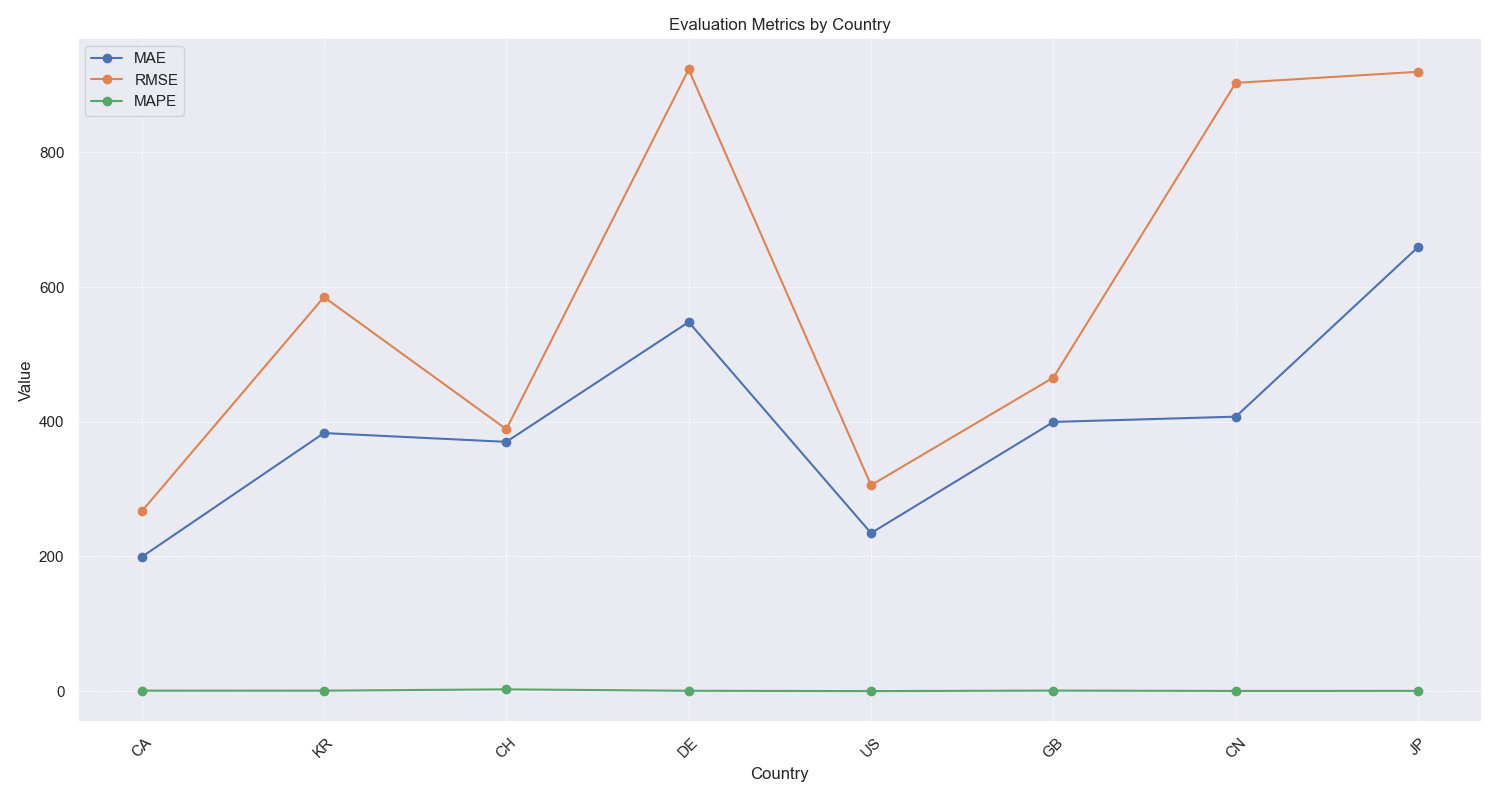 Evaluation Metrics by Country
MAE
RMSE
MAPE
Value
800
600
400
200
0
CA
KR
CH
DE
US
GB
CN
JP
Country